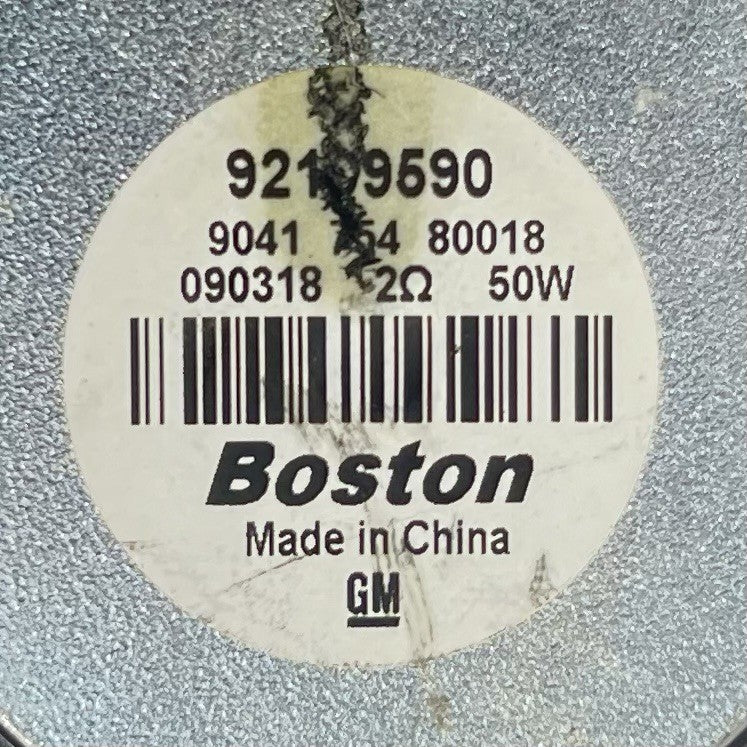 9041 80018
090318 2Ω 50W
Boston
Made in China
GM